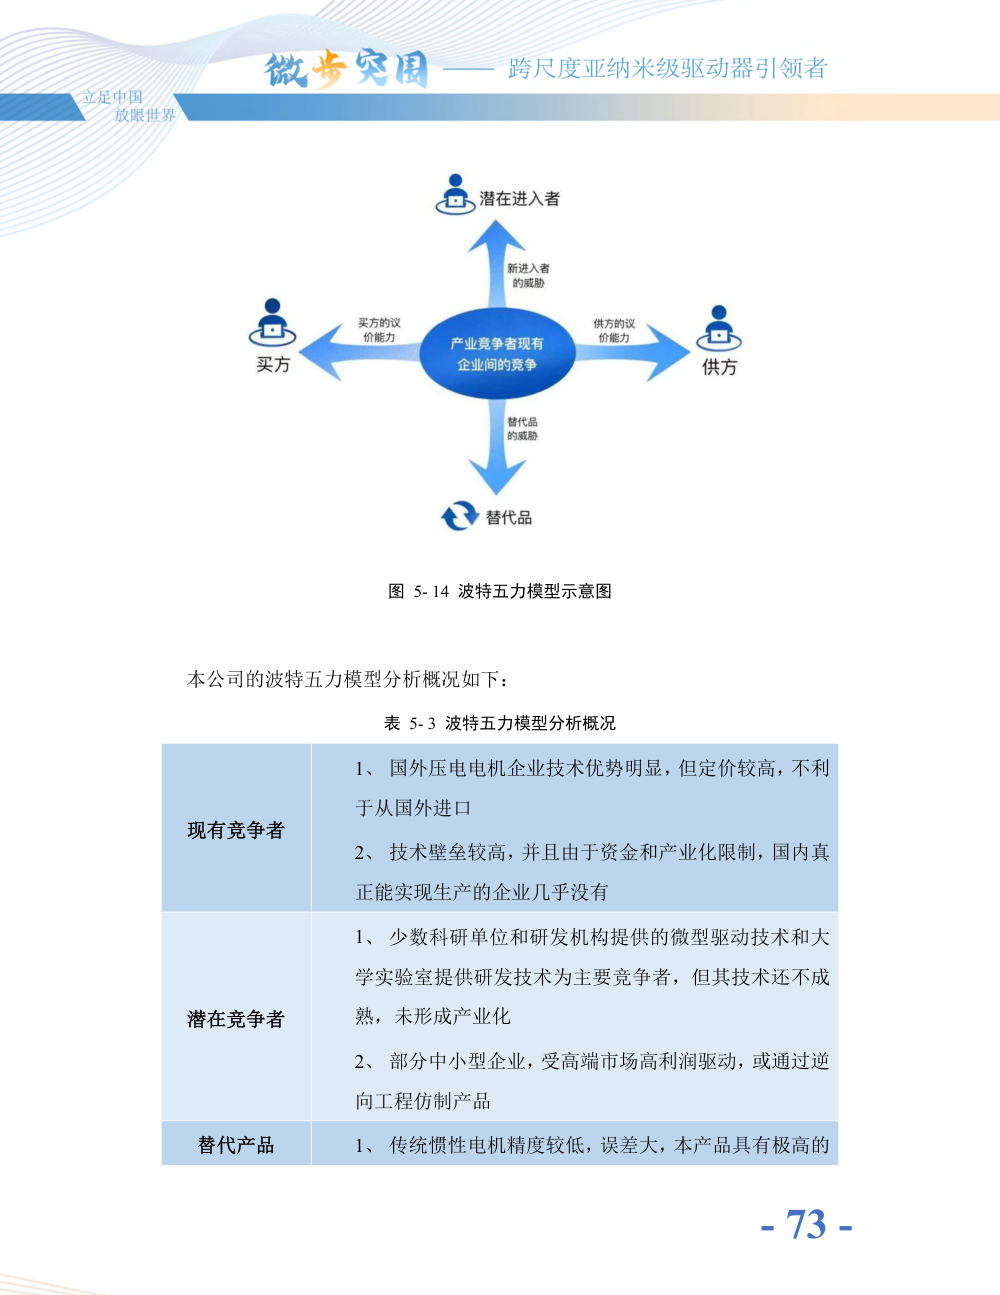 微步突围 —— 跨尺度亚纳米级驱动器引领者
立足中国
放眼世界
潜在进入者
新进入者
的威胁
买方的议
价能力
供方的议
价能力
买方
产业竞争者现有
企业间的竞争
供方
替代品
的威胁
替代品
图 5- 14 波特五力模型示意图
本公司的波特五力模型分析概况如下：
表 5- 3 波特五力模型分析概况
现有竞争者
1、 国外压电电机企业技术优势明显，但定价较高，不利
于从国外进口
2、 技术壁垒较高，并且由于资金和产业化限制，国内真
正能实现生产的企业几乎没有
潜在竞争者
1、 少数科研单位和研发机构提供的微型驱动技术和大
学实验室提供研发技术为主要竞争者，但其技术还不成
熟，未形成产业化
2、 部分中小型企业，受高端市场高利润驱动，或通过逆
向工程仿制产品
替代产品
1、 传统惯性电机精度较低，误差大，本产品具有极高的
- 73 -